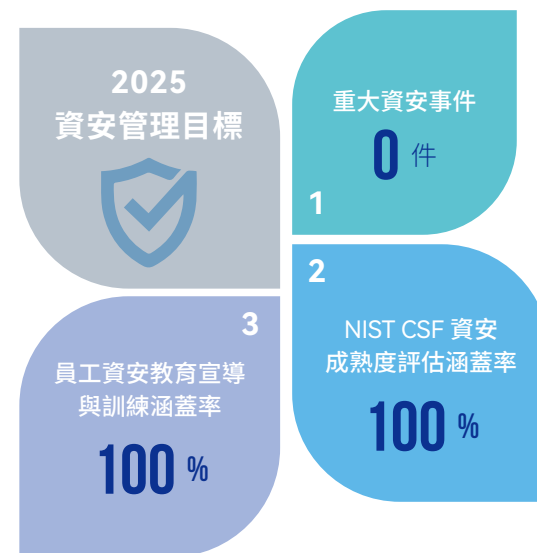 2025
資安管理目標
重大資安事件
0 件
1
2
NIST CSF 資安
成熟度評估涵蓋率
100 %
3
員工資安教育宣導
與訓練涵蓋率
100 %